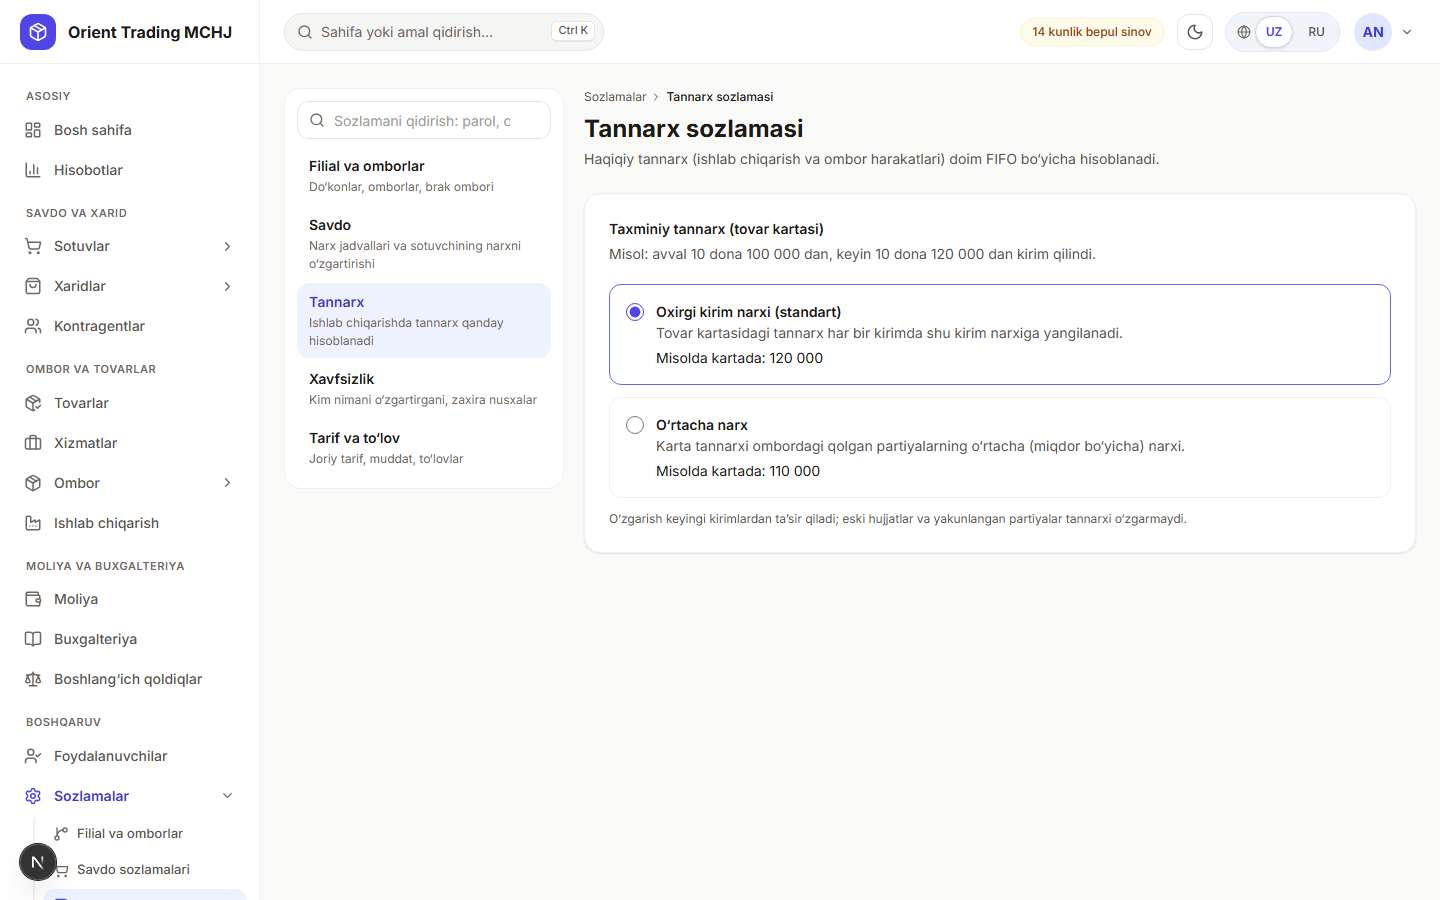 Orient Trading MCHJ
Sahifa yoki amal qidirish...
Ctrl K
14 kunlik bepul sinov
UZ
RU
AN
ASOSIY
Bosh sahifa
Hisobotlar
SAVDO VA XARID
Sotuvlar
Xaridlar
Kontragentlar
OMBOR VA TOVARLAR
Tovarlar
Xizmatlar
Ombor
Ishlab chiqarish
MOLIYA VA BUXGALTERIYA
Moliya
Buxgalteriya
Boshlang‘ich qoldiqlar
BOSHQARUV
Foydalanuvchilar
Sozlamalar
Filial va omborlar
Savdo sozlamalari
N
Sozlamani qidirish: parol, c
Filial va omborlar
Do‘konlar, omborlar, brak ombori
Savdo
Narx jadvallari va sotuvchining narxni
o‘zgartirishi
Tannarx
Ishlab chiqarishda tannarx qanday
hisoblanadi
Xavfsizlik
Kim nimani o‘zgartirgani, zaxira nusxalar
Tarif va to‘lov
Joriy tarif, muddat, to‘lovlar
Sozlamalar > Tannarx sozlamasi
Tannarx sozlamasi
Haqiqiy tannarx (ishlab chiqarish va ombor harakatlari) doim FIFO bo‘yicha hisoblanadi.
Taxminiy tannarx (tovar kartasi)
Misol: avval 10 dona 100 000 dan, keyin 10 dona 120 000 dan kirim qilindi.
Oxirgi kirim narxi (standart)
Tovar kartasidagi tannarx har bir kirimda shu kirim narxiga yangilanadi.
Misolda kartada: 120 000
O‘rtacha narx
Karta tannarxi ombordagi qolgan partiyalarning o‘rtacha (miqdor bo‘yicha) narxi.
Misolda kartada: 110 000
O‘zgarish keyingi kirimlardan ta’sir qiladi; eski hujjatlar va yakunlangan partiyalar tannarxi o‘zgarmaydi.